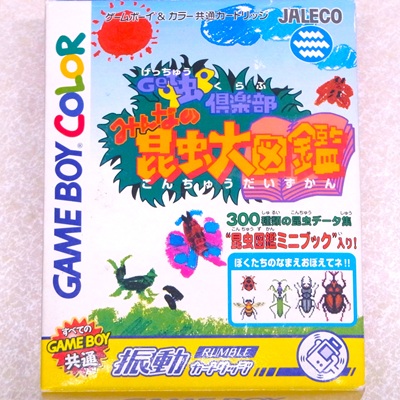 ゲームボーイ&カラー共通カートリッジ
JALECO
GAME BOY COLOR
げっちゅう くらぶ
Get虫倶楽部
みんなの
昆虫大図鑑
こんちゅうだいずかん
300種類の昆虫データ集
"昆虫図鑑ミニブック"入り!
ぼくたちのなまえおぼえてネ!!
すべての
GAME BOY
共通
振動
RUMBLE
カートリッジ